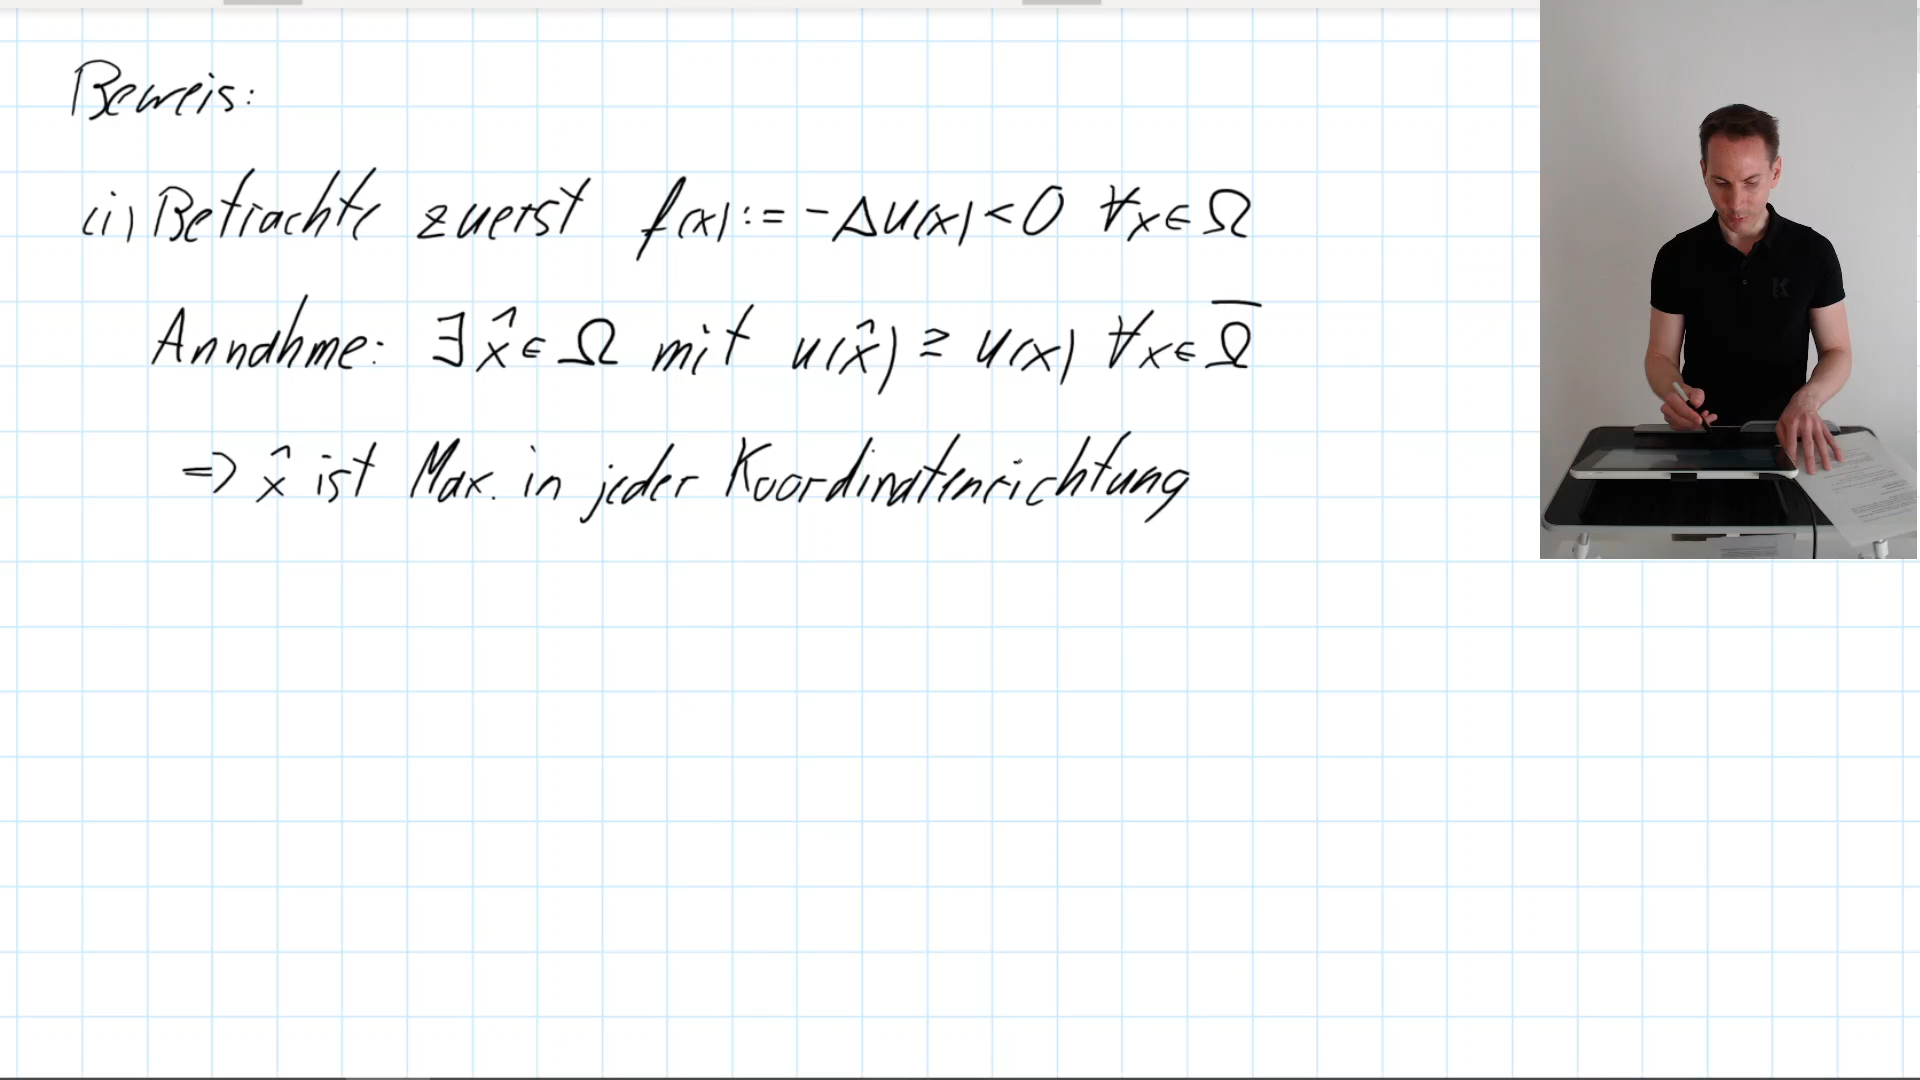 Beweis:
(i) Betrachte zuerst f(x) := -Δu(x) < 0 ∀x ∈ Ω
Annahme: ∃ x̂ ∈ Ω mit u(x̂) ≥ u(x) ∀x ∈ Ω̅
⇒ x̂ ist Max. in jeder Koordinatenrichtung